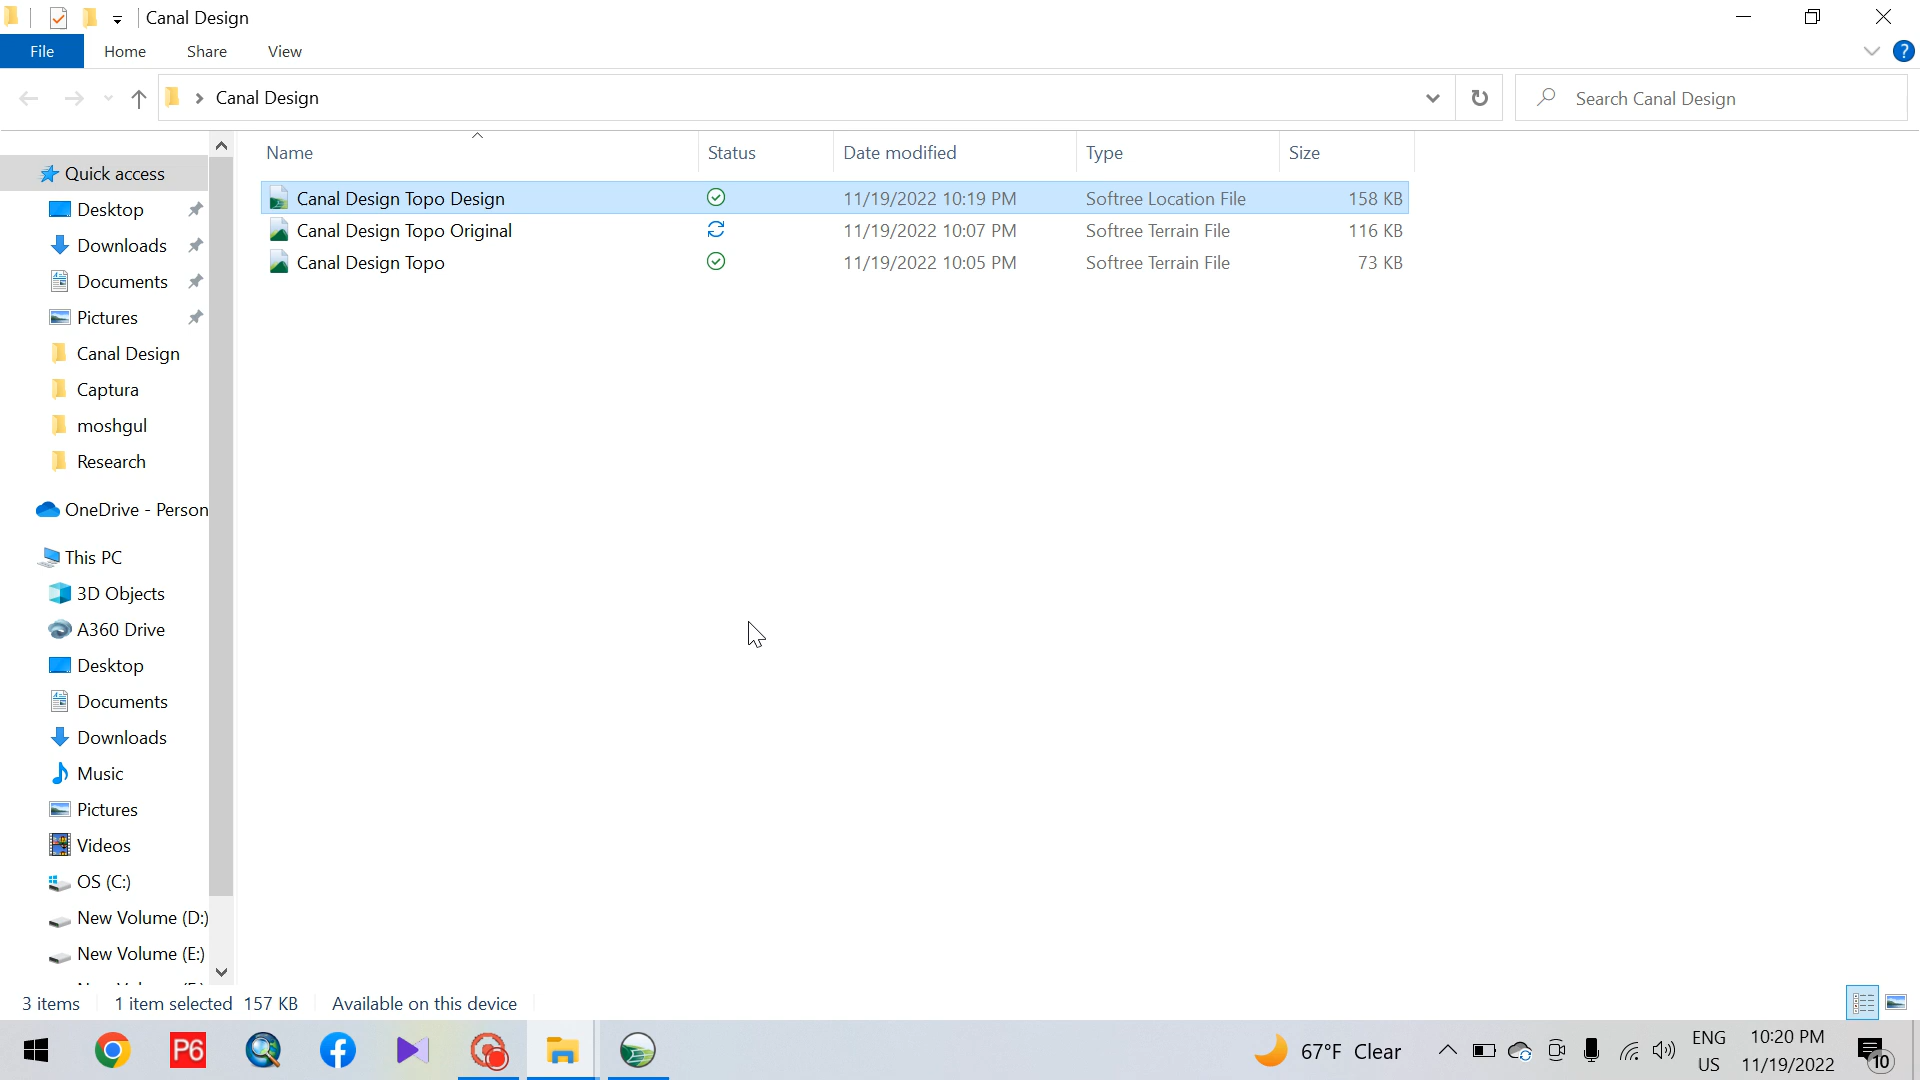 Canal Design
File Home Share View
?
Canal Design
Search Canal Design
Quick access
Desktop
Downloads
Documents
Pictures
Canal Design
Captura
moshgul
Research
OneDrive - Person
This PC
3D Objects
A360 Drive
Desktop
Documents
Downloads
Music
Pictures
Videos
OS (C:)
New Volume (D:)
New Volume (E:)
Name Status Date modified Type Size
Canal Design Topo Design 11/19/2022 10:19 PM Softree Location File 158 KB
Canal Design Topo Original 11/19/2022 10:07 PM Softree Terrain File 116 KB
Canal Design Topo 11/19/2022 10:05 PM Softree Terrain File 73 KB
3 items 1 item selected 157 KB Available on this device
P6
67°F Clear
ENG
US
10:20 PM
11/19/2022
10